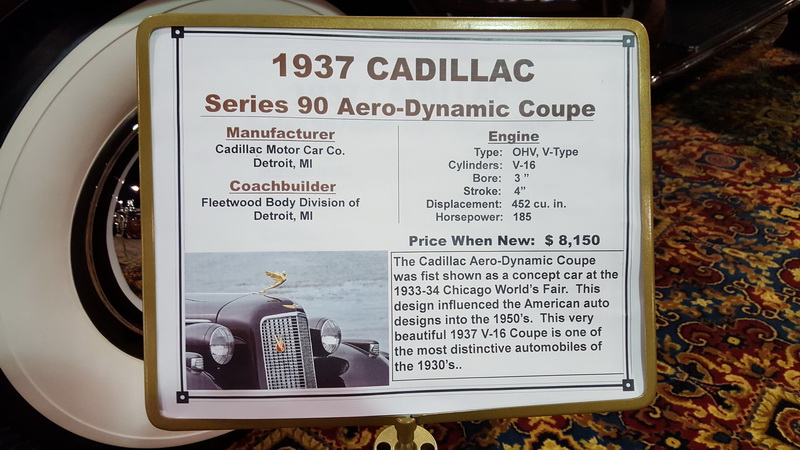 1937 CADILLAC
Series 90 Aero-Dynamic Coupe
Manufacturer
Cadillac Motor Car Co.
Detroit, MI
Coachbuilder
Fleetwood Body Division of
Detroit, MI
Engine
Type: OHV, V-Type
Cylinders: V-16
Bore: 3 ”
Stroke: 4”
Displacement: 452 cu. in.
Horsepower: 185
Price When New: $ 8,150
The Cadillac Aero-Dynamic Coupe
was fist shown as a concept car at the
1933-34 Chicago World's Fair. This
design influenced the American auto
designs into the 1950's. This very
beautiful 1937 V-16 Coupe is one of
the most distinctive automobiles of
the 1930's..